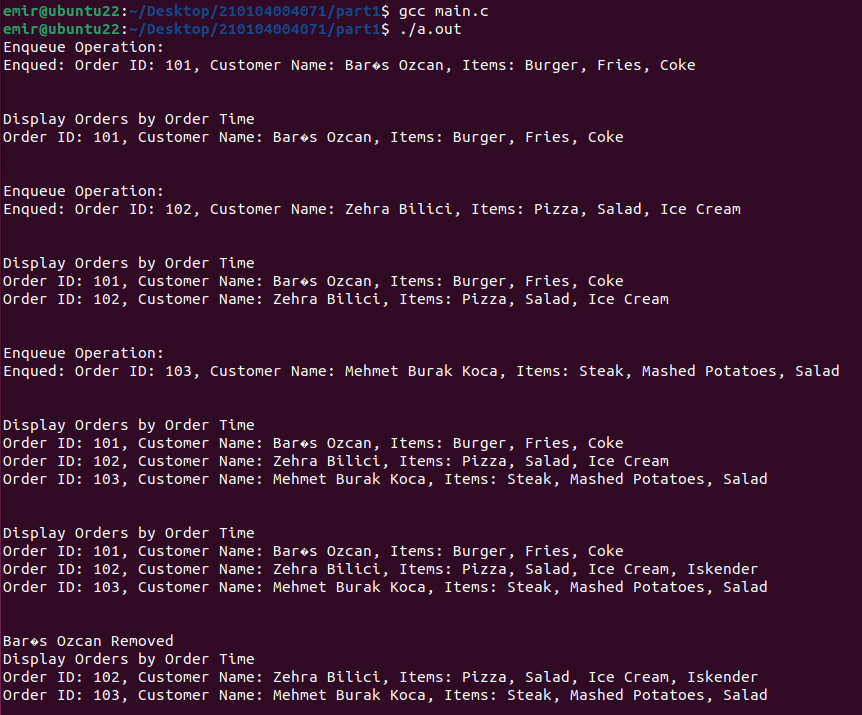 emir@ubuntu22:~/Desktop/210104004071/part1$ gcc main.c
emir@ubuntu22:~/Desktop/210104004071/part1$ ./a.out
Enqueue Operation:
Enqued: Order ID: 101, Customer Name: Bar�s Ozcan, Items: Burger, Fries, Coke
Display Orders by Order Time
Order ID: 101, Customer Name: Bar�s Ozcan, Items: Burger, Fries, Coke
Enqueue Operation:
Enqued: Order ID: 102, Customer Name: Zehra Bilici, Items: Pizza, Salad, Ice Cream
Display Orders by Order Time
Order ID: 101, Customer Name: Bar�s Ozcan, Items: Burger, Fries, Coke
Order ID: 102, Customer Name: Zehra Bilici, Items: Pizza, Salad, Ice Cream
Enqueue Operation:
Enqued: Order ID: 103, Customer Name: Mehmet Burak Koca, Items: Steak, Mashed Potatoes, Salad
Display Orders by Order Time
Order ID: 101, Customer Name: Bar�s Ozcan, Items: Burger, Fries, Coke
Order ID: 102, Customer Name: Zehra Bilici, Items: Pizza, Salad, Ice Cream
Order ID: 103, Customer Name: Mehmet Burak Koca, Items: Steak, Mashed Potatoes, Salad
Display Orders by Order Time
Order ID: 101, Customer Name: Bar�s Ozcan, Items: Burger, Fries, Coke
Order ID: 102, Customer Name: Zehra Bilici, Items: Pizza, Salad, Ice Cream, Iskender
Order ID: 103, Customer Name: Mehmet Burak Koca, Items: Steak, Mashed Potatoes, Salad
Bar�s Ozcan Removed
Display Orders by Order Time
Order ID: 102, Customer Name: Zehra Bilici, Items: Pizza, Salad, Ice Cream, Iskender
Order ID: 103, Customer Name: Mehmet Burak Koca, Items: Steak, Mashed Potatoes, Salad